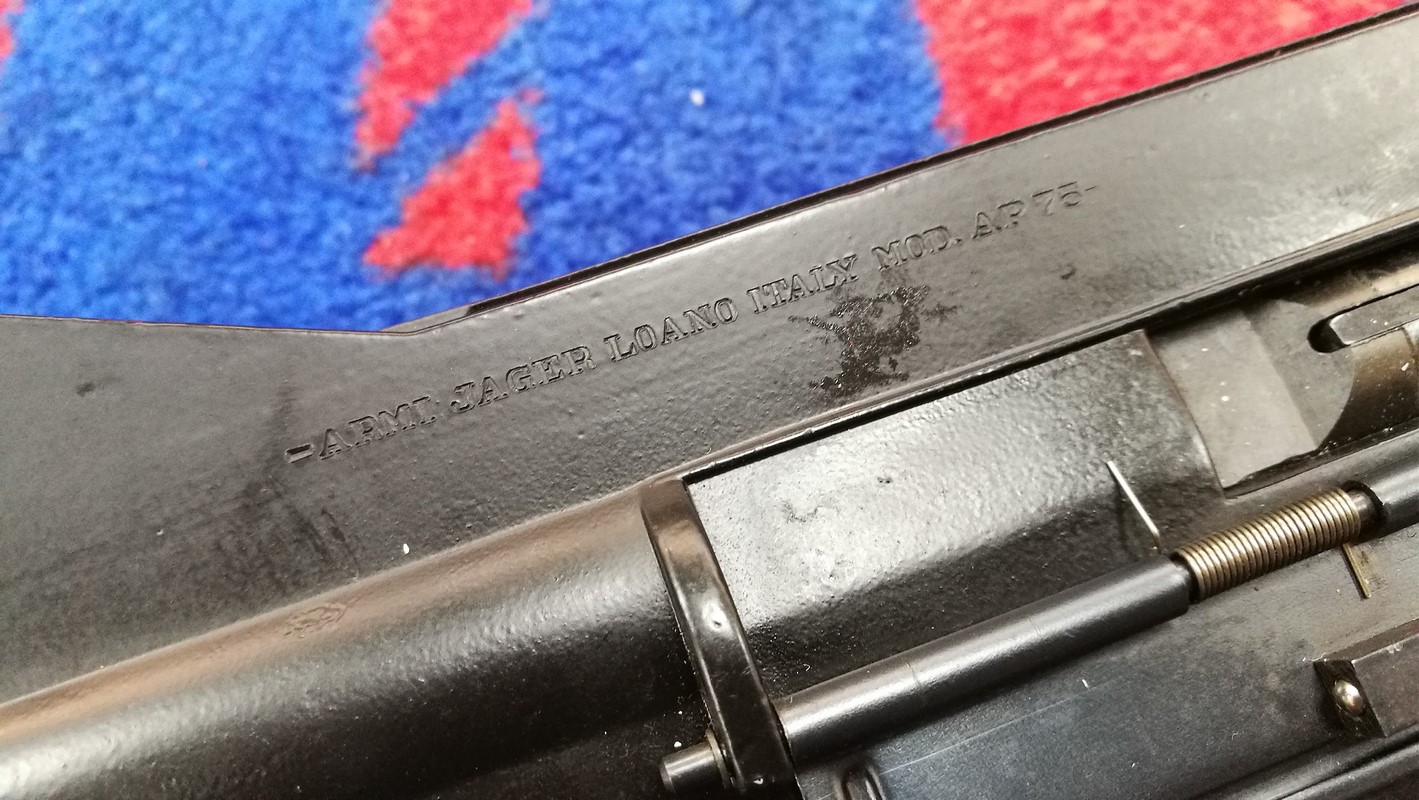 -ARMI JAGER LOANO ITALY MOD. AP 75-